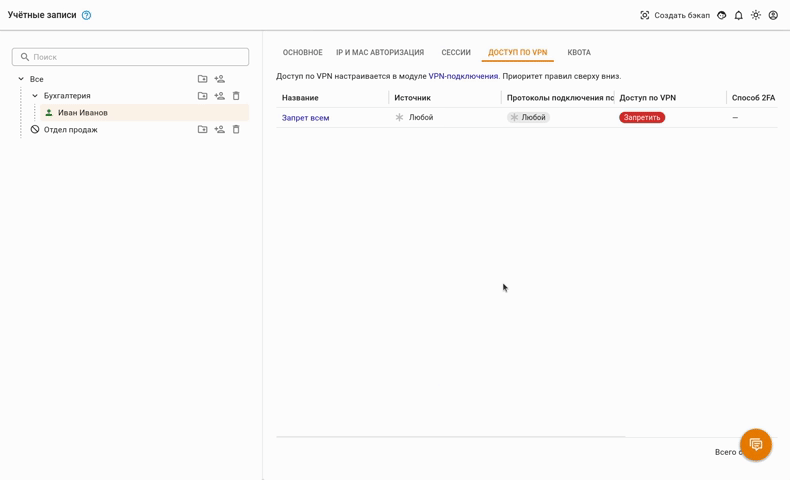 Учётные записи
Создать бэкап
Поиск
ОСНОВНОЕ IP И MAC АВТОРИЗАЦИЯ СЕССИИ ДОСТУП ПО VPN КВОТА
Все
Доступ по VPN настраивается в модуле VPN-подключения. Приоритет правил сверху вниз.
Бухгалтерия
Название Источник Протоколы подключения Доступ по VPN Способ 2FA
Иван Иванов
Запрет всем Любой Любой Запретить —
Отдел продаж
Всего